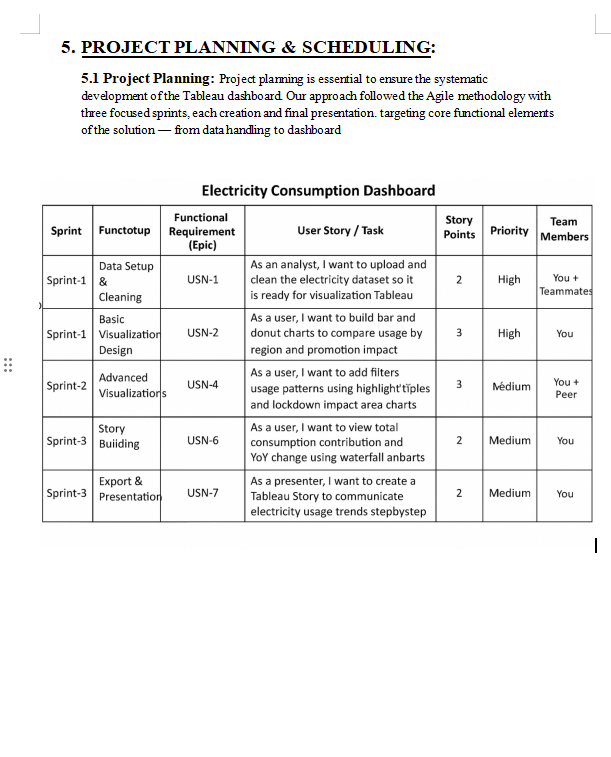 5. PROJECT PLANNING & SCHEDULING:
5.1 Project Planning: Project planning is essential to ensure the systematic
development of the Tableau dashboard. Our approach followed the Agile methodology with
three focused sprints, each creation and final presentation. targeting core functional elements
of the solution — from data handling to dashboard
Electricity Consumption Dashboard
Sprint
Functotup
Functional
Requirement
(Epic)
User Story / Task
Story
Points
Priority
Team
Members
Sprint-1
Data Setup
&
Cleaning
USN-1
As an analyst, I want to upload and
clean the electricity dataset so it
is ready for visualization Tableau
2
High
You +
Teammates
Sprint-1
Basic
Visualization
Design
USN-2
As a user, I want to build bar and
donut charts to compare usage by
region and promotion impact
3
High
You
Sprint-2
Advanced
Visualizations
USN-4
As a user, I want to add filters
usage patterns using highlight tïples
and lockdown impact area charts
3
Médium
You +
Peer
Sprint-3
Story
Buiiding
USN-6
As a user, I want to view total
consumption contribution and
YoY change using waterfall anbarts
2
Medium
You
Sprint-3
Export &
Presentation
USN-7
As a presenter, I want to create a
Tableau Story to communicate
electricity usage trends stepbystep
2
Medium
You